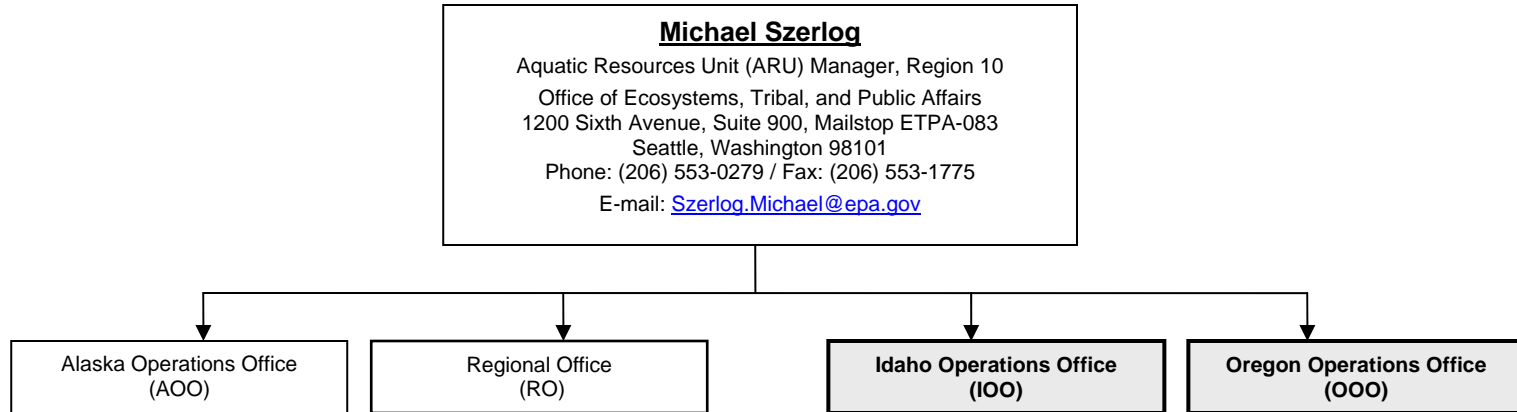 Michael Szerlog
Aquatic Resources Unit (ARU) Manager, Region 10
Office of Ecosystems, Tribal, and Public Affairs
1200 Sixth Avenue, Suite 900, Mailstop ETPA-083
Seattle, Washington 98101
Phone: (206) 553-0279 / Fax: (206) 553-1775
E-mail: Szerlog.Michael@epa.gov
Alaska Operations Office
(AOO)
Regional Office
(RO)
Idaho Operations Office
(IOO)
Oregon Operations Office
(OOO)